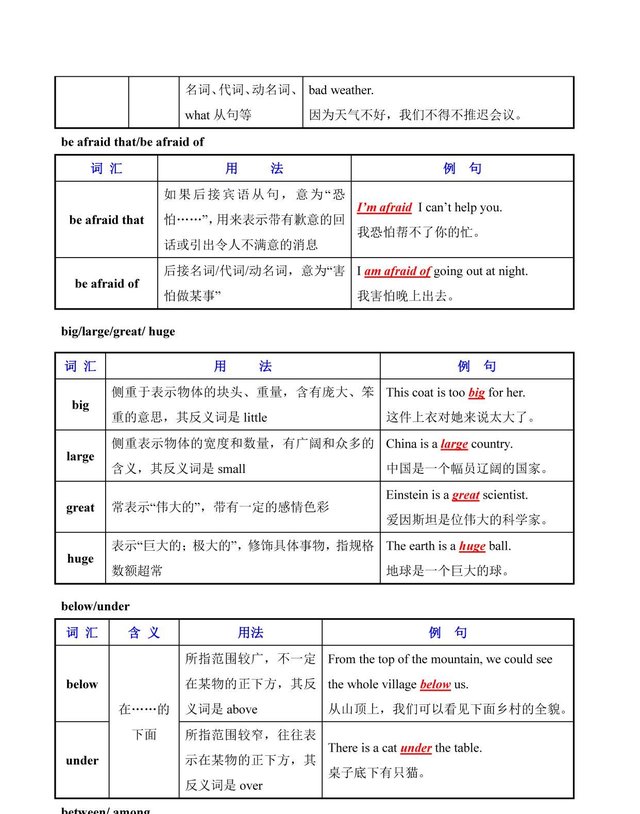 名词、代词、动名词、 bad weather.
what 从句等 因为天气不好，我们不得不推迟会议。
be afraid that/be afraid of
词 汇 用 法 例 句
be afraid that
如果后接宾语从句，意为“恐
怕……”，用来表示带有歉意的回
话或引出令人不满意的消息
I’m afraid I can’t help you.
我恐怕帮不了你的忙。
be afraid of
后接名词/代词/动名词，意为“害
怕做某事”
I am afraid of going out at night.
我害怕晚上出去。
big/large/great/ huge
词 汇 用 法 例 句
big
侧重于表示物体的块头、重量，含有庞大、笨
重的意思，其反义词是 little
This coat is too big for her.
这件上衣对她来说太大了。
large
侧重表示物体的宽度和数量，有广阔和众多的
含义，其反义词是 small
China is a large country.
中国是一个幅员辽阔的国家。
great
常表示“伟大的”，带有一定的感情色彩
Einstein is a great scientist.
爱因斯坦是位伟大的科学家。
huge
表示“巨大的；极大的”，修饰具体事物，指规格
数额超常
The earth is a huge ball.
地球是一个巨大的球。
below/under
词 汇 含 义 用法 例 句
below
在……的
下面
所指范围较广，不一定
在某物的正下方，其反
义词是 above
From the top of the mountain, we could see
the whole village below us.
从山顶上，我们可以看见下面乡村的全貌。
under
所指范围较窄，往往表
示在某物的正下方，其
反义词是 over
There is a cat under the table.
桌子底下有只猫。
between/ among